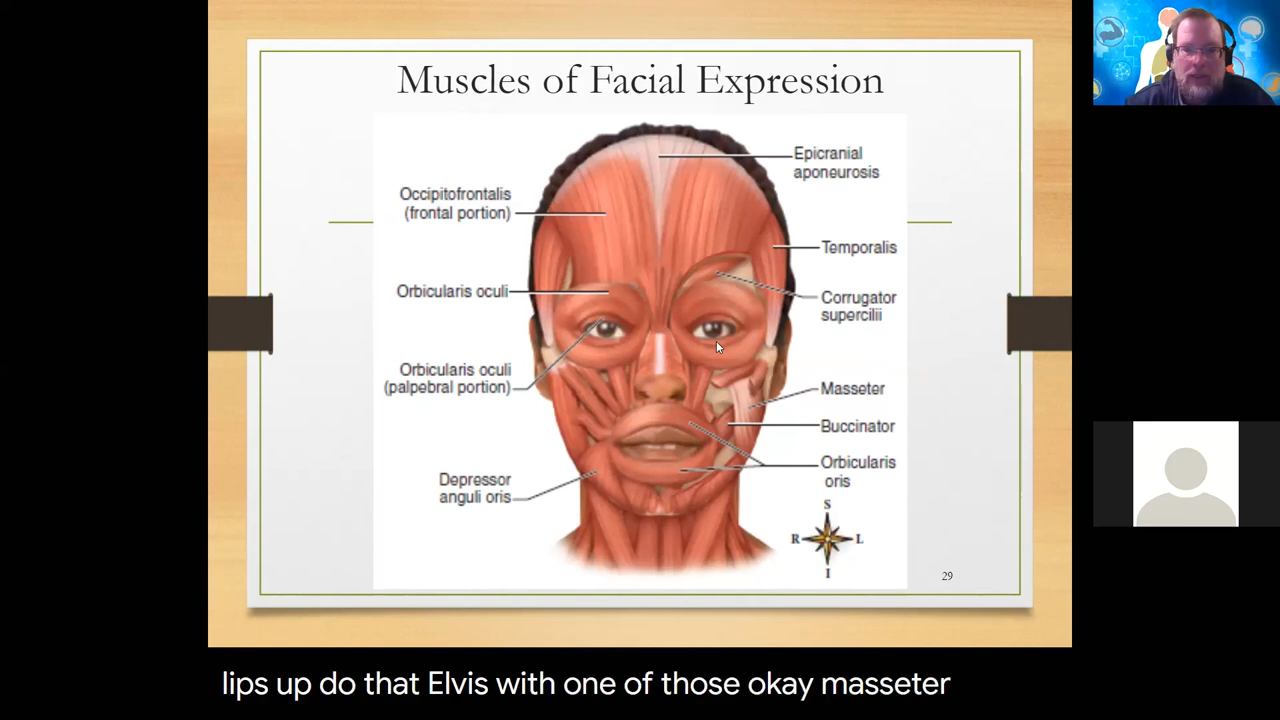 Muscles of Facial Expression
Epicranial
aponeurosis
Occipitofrontalis
(frontal portion)
Temporalis
Orbicularis oculi
Corrugator
supercilii
Orbicularis oculi
(palpebral portion)
Masseter
Buccinator
Orbicularis
oris
Depressor
anguli oris
S
R L
I
29
lips up do that Elvis with one of those okay masseter